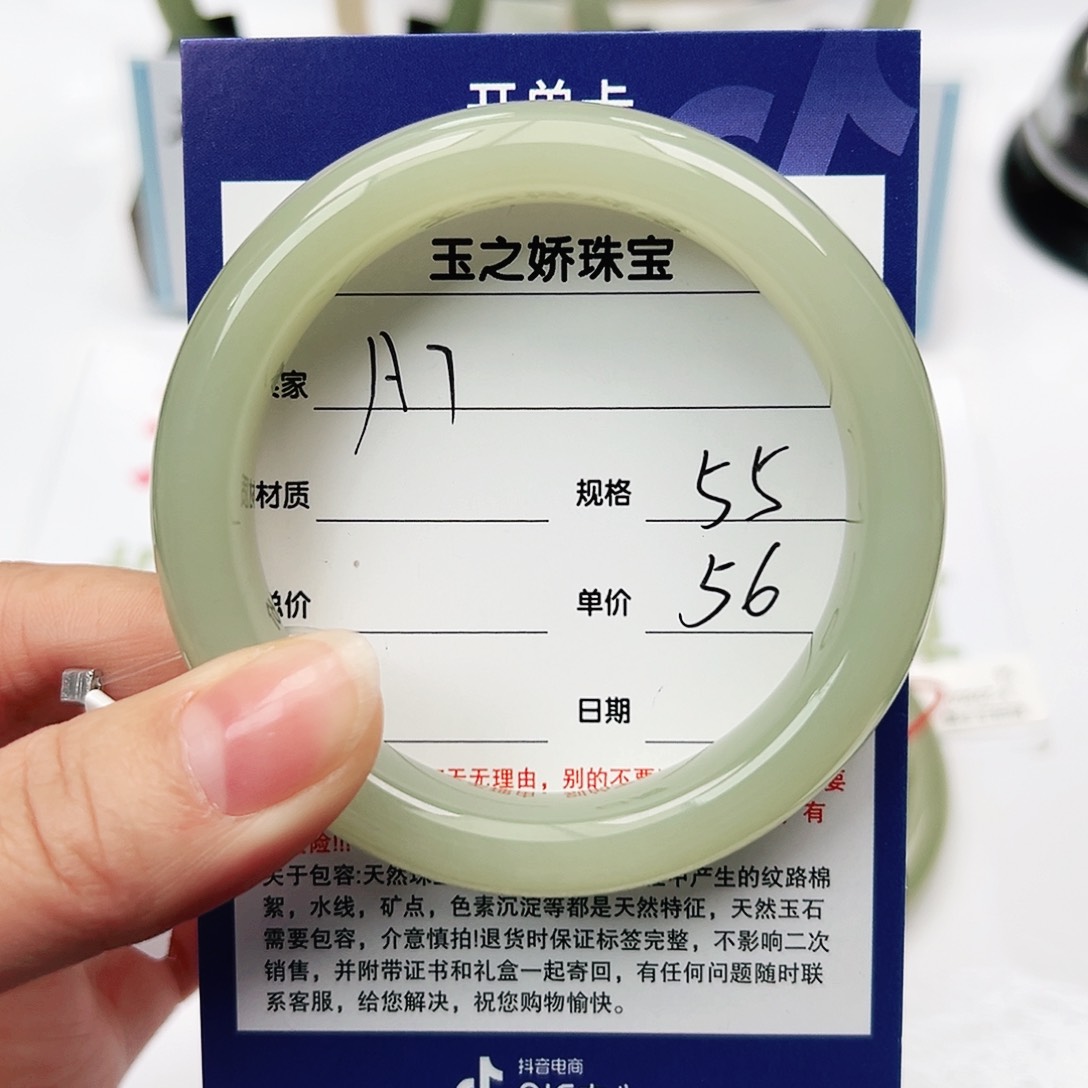 开单卡
玉之娇珠宝
家 A7
材质 规格 55
总价 单价 56
日期
天无理由，别的不要
要
有
险!!!
关于包容:天然珠 中产生的纹路棉
絮，水线，矿点，色素沉淀等都是天然特征，天然玉石
需要包容，介意慎拍!退货时保证标签完整，不影响二次
销售，并附带证书和礼盒一起寄回，有任何问题随时联
系客服，给您解决，祝您购物愉快。
抖音电商